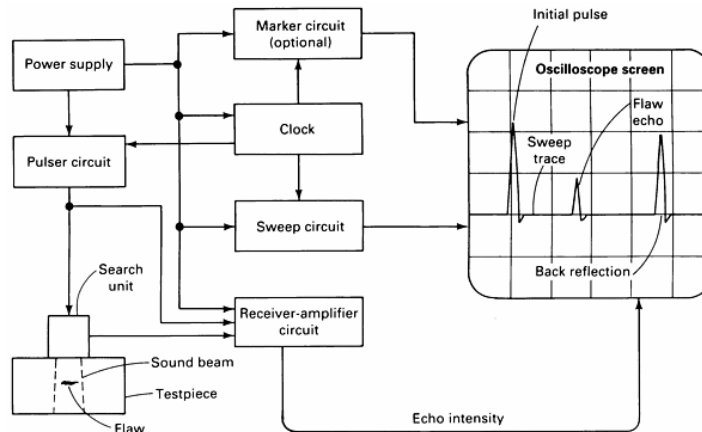 Power supply
Marker circuit
(optional)
Initial pulse
Oscilloscope screen
Flaw
echo
Clock
Pulser circuit
Sweep
trace
Sweep circuit
Back reflection
Search
unit
Receiver-amplifier
circuit
Sound beam
Testpiece
Flaw
Echo intensity